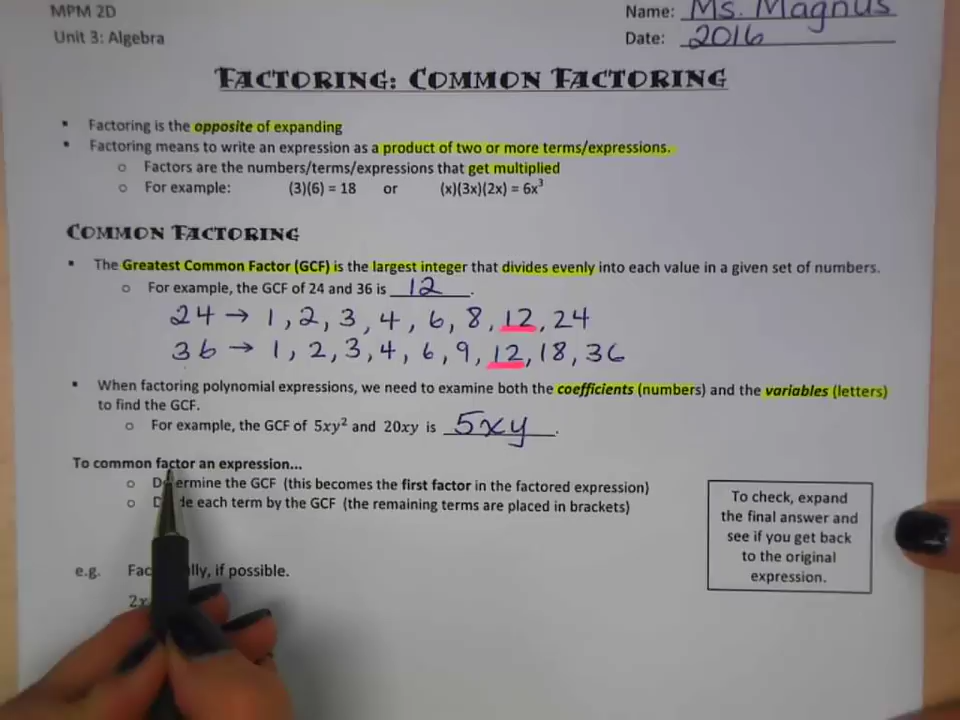 MPM 2D
Name: Ms. Magnus
Unit 3: Algebra
Date: 2016
FACTORING: COMMON FACTORING
▪ Factoring is the opposite of expanding
▪ Factoring means to write an expression as a product of two or more terms/expressions.
o Factors are the numbers/terms/expressions that get multiplied
o For example: (3)(6) = 18 or (x)(3x)(2x) = 6x³
COMMON FACTORING
▪ The Greatest Common Factor (GCF) is the largest integer that divides evenly into each value in a given set of numbers.
o For example, the GCF of 24 and 36 is 12.
24 → 1, 2, 3, 4, 6, 8, 12, 24
36 → 1, 2, 3, 4, 6, 9, 12, 18, 36
▪ When factoring polynomial expressions, we need to examine both the coefficients (numbers) and the variables (letters)
to find the GCF.
o For example, the GCF of 5xy² and 20xy is 5xy.
To common factor an expression...
o Determine the GCF (this becomes the first factor in the factored expression)
o each term by the GCF (the remaining terms are placed in brackets)
To check, expand
the final answer and
see if you get back
to the original
expression.
e.g. if possible.